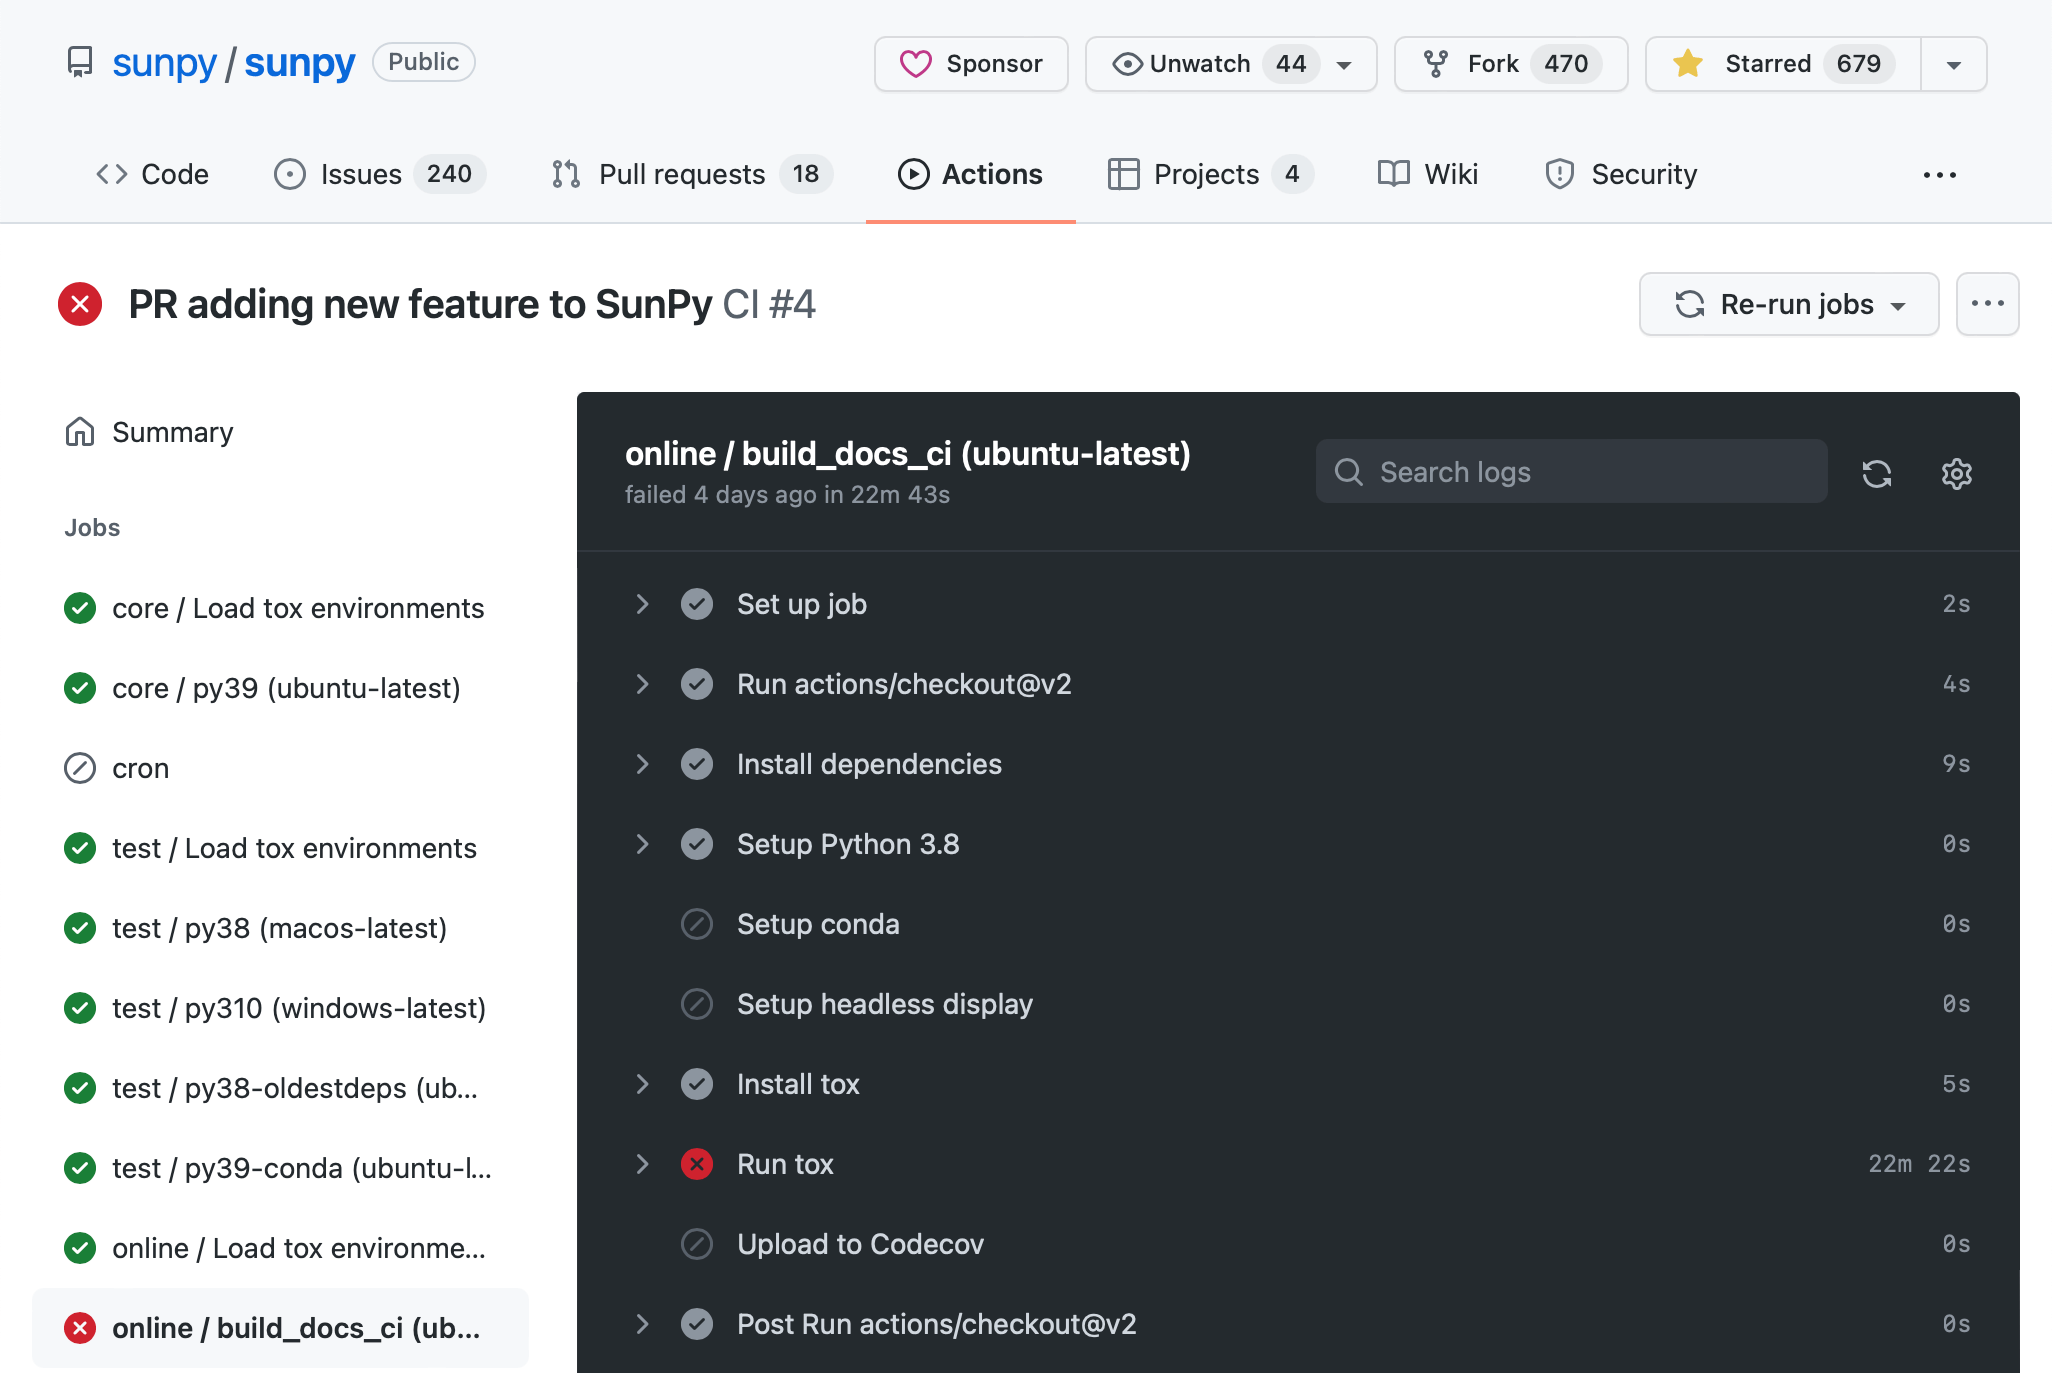 sunpy / sunpy Public
Sponsor Unwatch 44 Fork 470 Starred 679
Code Issues 240 Pull requests 18 Actions Projects 4 Wiki Security
PR adding new feature to SunPy CI #4
Re-run jobs
Summary
Jobs
core / Load tox environments
core / py39 (ubuntu-latest)
cron
test / Load tox environments
test / py38 (macos-latest)
test / py310 (windows-latest)
test / py38-oldestdeps (ub...
test / py39-conda (ubuntu-l...
online / Load tox environme...
online / build_docs_ci (ub...
online / build_docs_ci (ubuntu-latest)
failed 4 days ago in 22m 43s
Search logs
Set up job 2s
Run actions/checkout@v2 4s
Install dependencies 9s
Setup Python 3.8 0s
Setup conda 0s
Setup headless display 0s
Install tox 5s
Run tox 22m 22s
Upload to Codecov 0s
Post Run actions/checkout@v2 0s